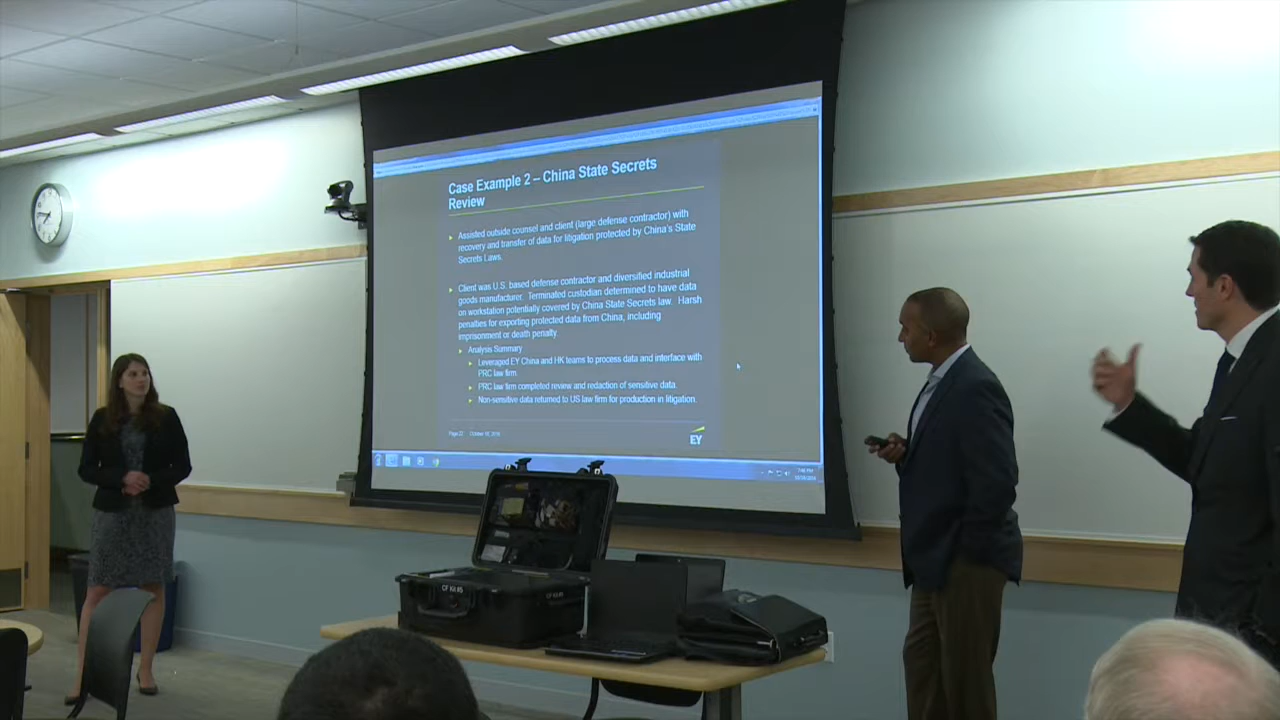 Case Example 2 – China State Secrets
Review
Assisted outside counsel and client (large defense contractor) with
recovery and transfer of data for litigation protected by China's State
Secrets Laws.
Client was U.S. based defense contractor and diversified industrial
goods manufacturer. Terminated custodian determined to have data
on workstation potentially covered by China State Secrets law. Harsh
penalties for exporting protected data from China, including
imprisonment or death penalty.
Analysis Summary
Leveraged EY China and HK teams to process data and interface with
PRC law firm.
PRC law firm completed review and redaction of sensitive data.
Non-sensitive data returned to US law firm for production in litigation.
Page 22
EY
CF Kit #5